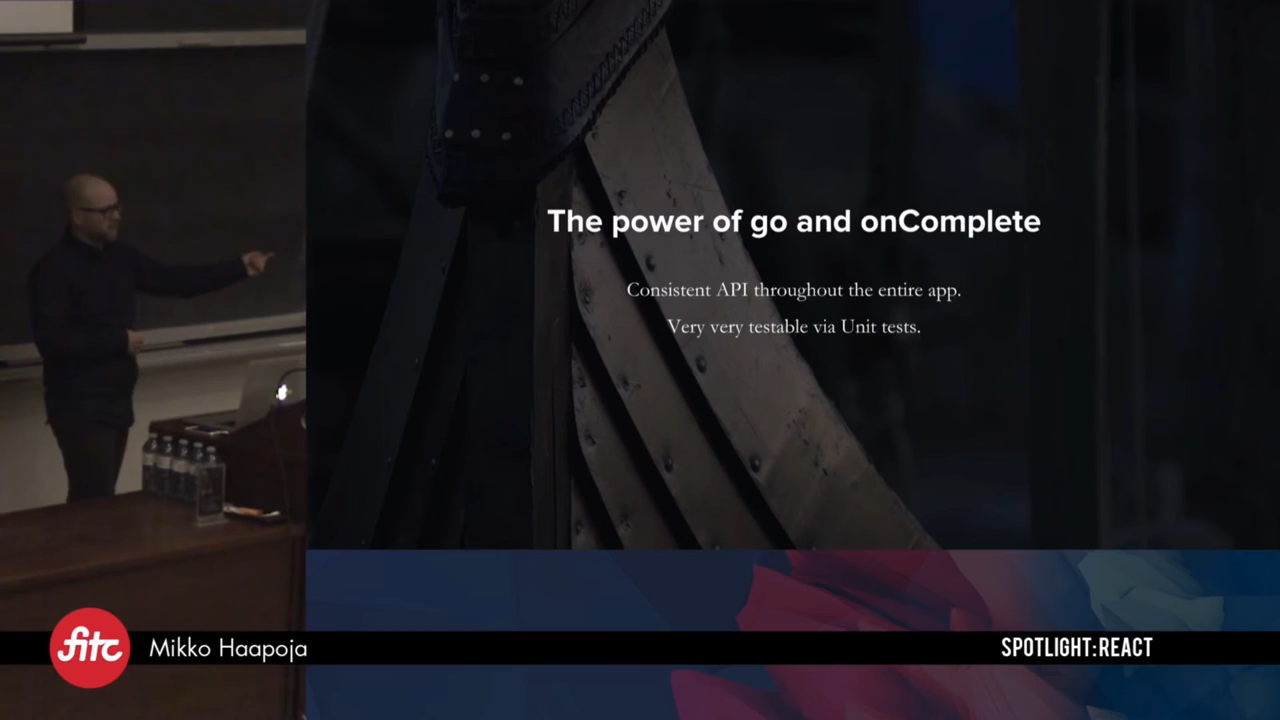 The power of go and onComplete
Consistent API throughout the entire app.
Very very testable via Unit tests.
fitc
Mikko Haapoja
SPOTLIGHT:REACT